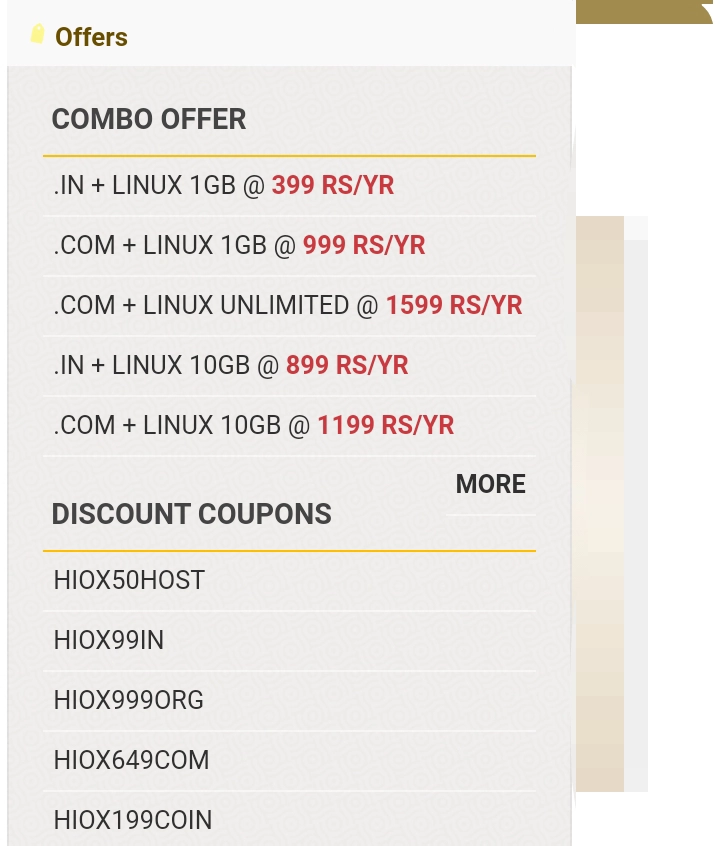 Offers
COMBO OFFER
.IN + LINUX 1GB @ 399 RS/YR
.COM + LINUX 1GB @ 999 RS/YR
.COM + LINUX UNLIMITED @ 1599 RS/YR
.IN + LINUX 10GB @ 899 RS/YR
.COM + LINUX 10GB @ 1199 RS/YR
MORE
DISCOUNT COUPONS
HIOX50HOST
HIOX99IN
HIOX999ORG
HIOX649COM
HIOX199COIN